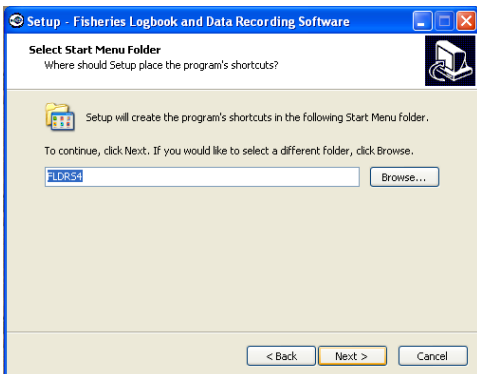 Setup - Fisheries Logbook and Data Recording Software
Select Start Menu Folder
Where should Setup place the program's shortcuts?
Setup will create the program's shortcuts in the following Start Menu folder.
To continue, click Next. If you would like to select a different folder, click Browse.
FLDRS4
Browse...
< Back
Next >
Cancel